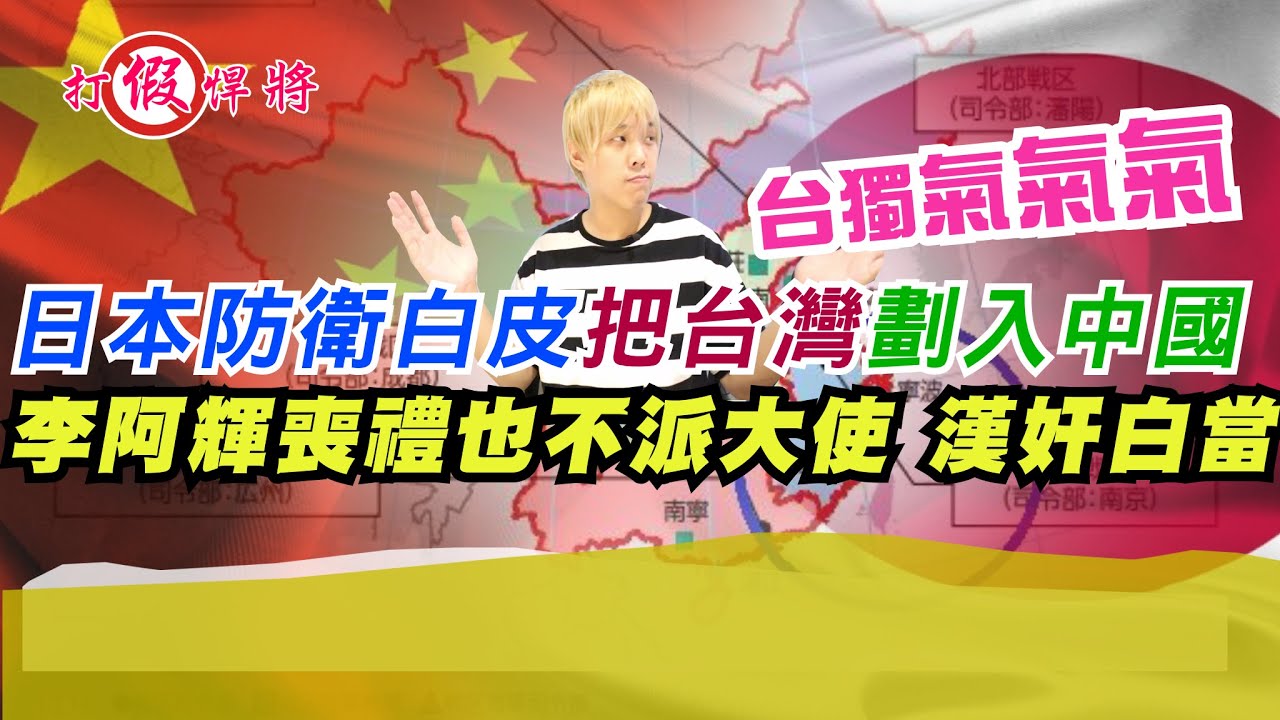 打假悍將
北部戦区
(司令部:瀋陽)
台獨氣氣氣
日本防衛白皮把台灣劃入中國
寧波
(司令部:成都)
李阿輝喪禮也不派大使 漢奸白當
(司令部:広州)
(司令部:南京)
南寧